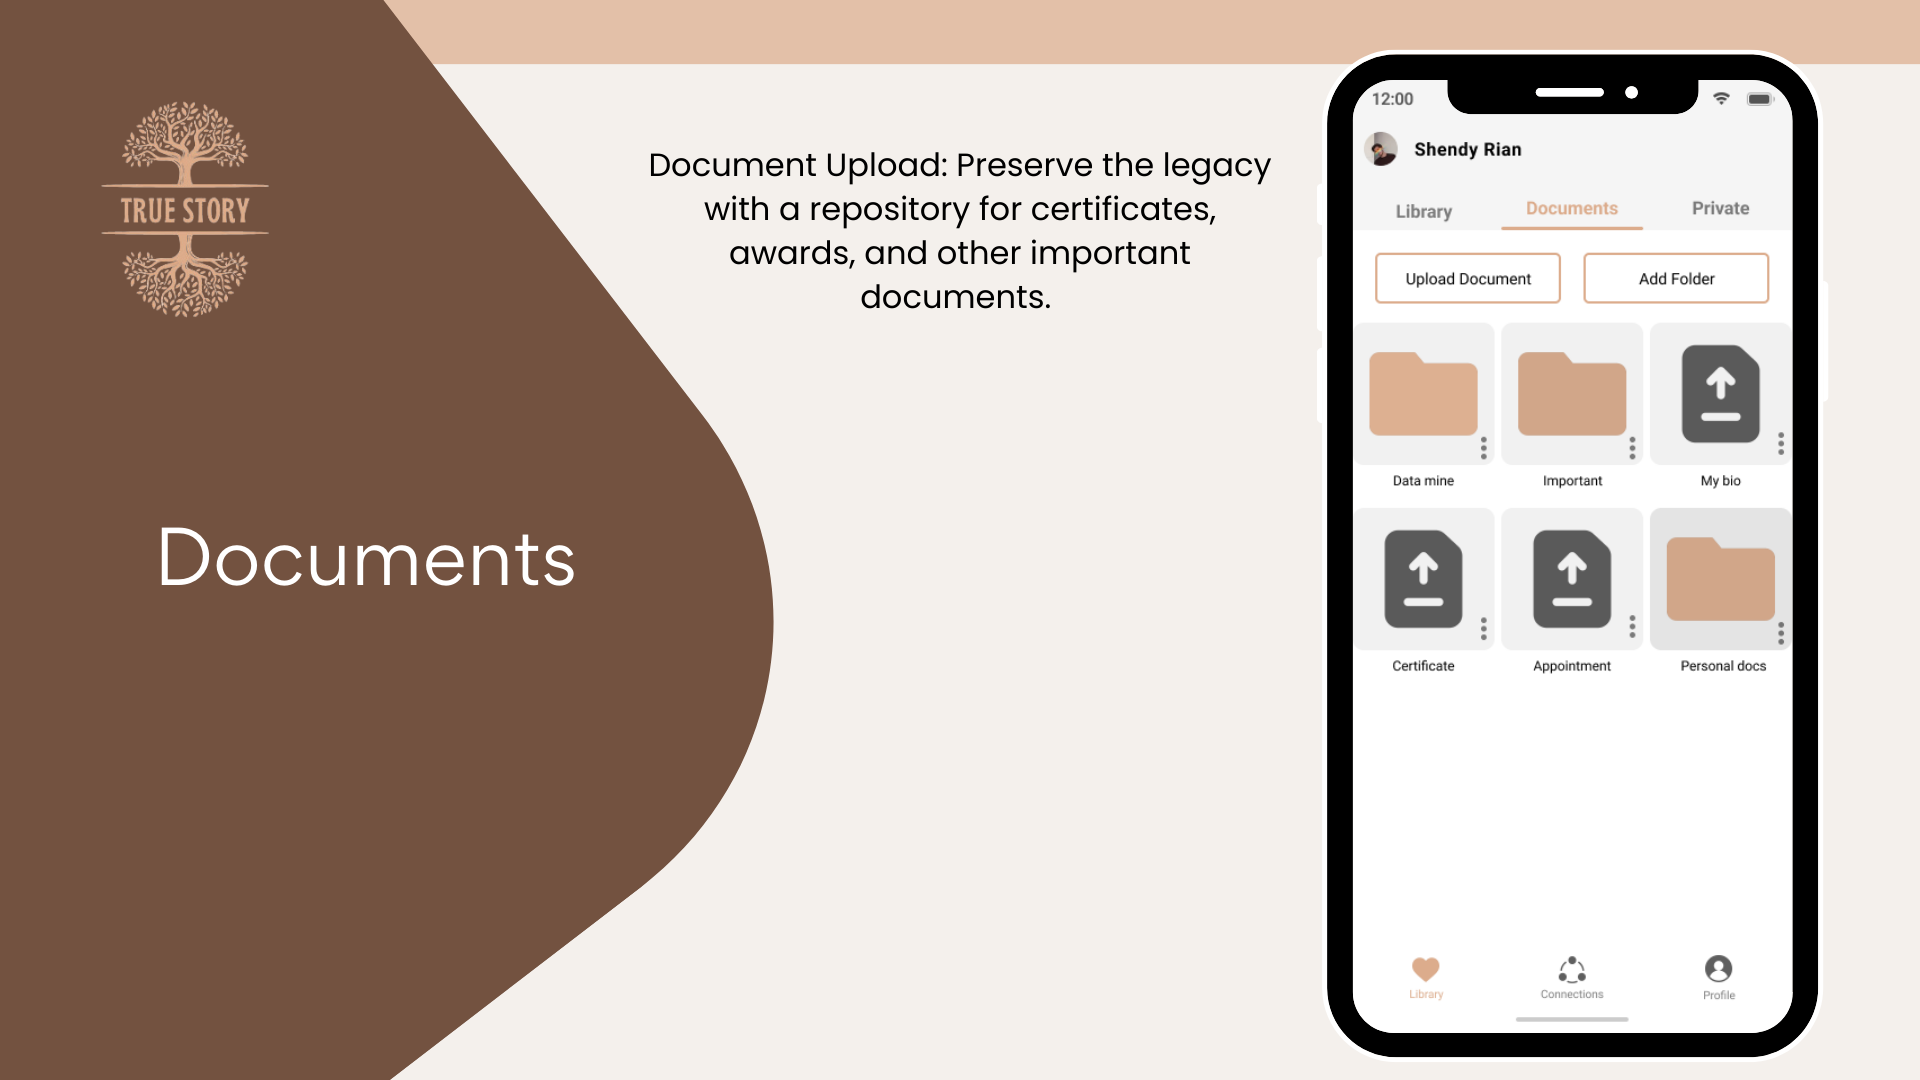 TRUE STORY
Documents
Document Upload: Preserve the legacy
with a repository for certificates,
awards, and other important
documents.
12:00
Shendy Rian
Library
Documents
Private
Upload Document
Add Folder
Data mine
Important
My bio
Certificate
Appointment
Personal docs
Library
Connections
Profile